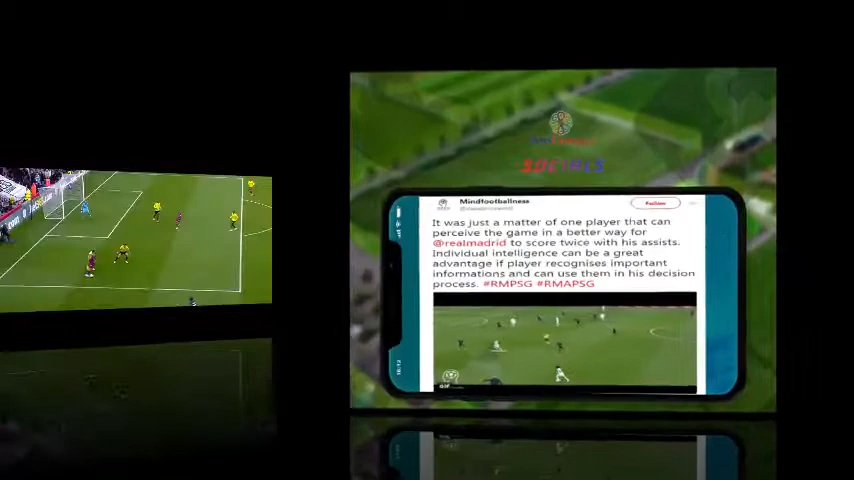 SOCIALS
Mindfootballness
It was just a matter of one player that can
perceive the game in a better way for
@realmadrid to score twice with his assists.
Individual intelligence can be a great
advantage if player recognises important
informations and can use them in his decision
process. #RMPSG #RMAPSG
GIF